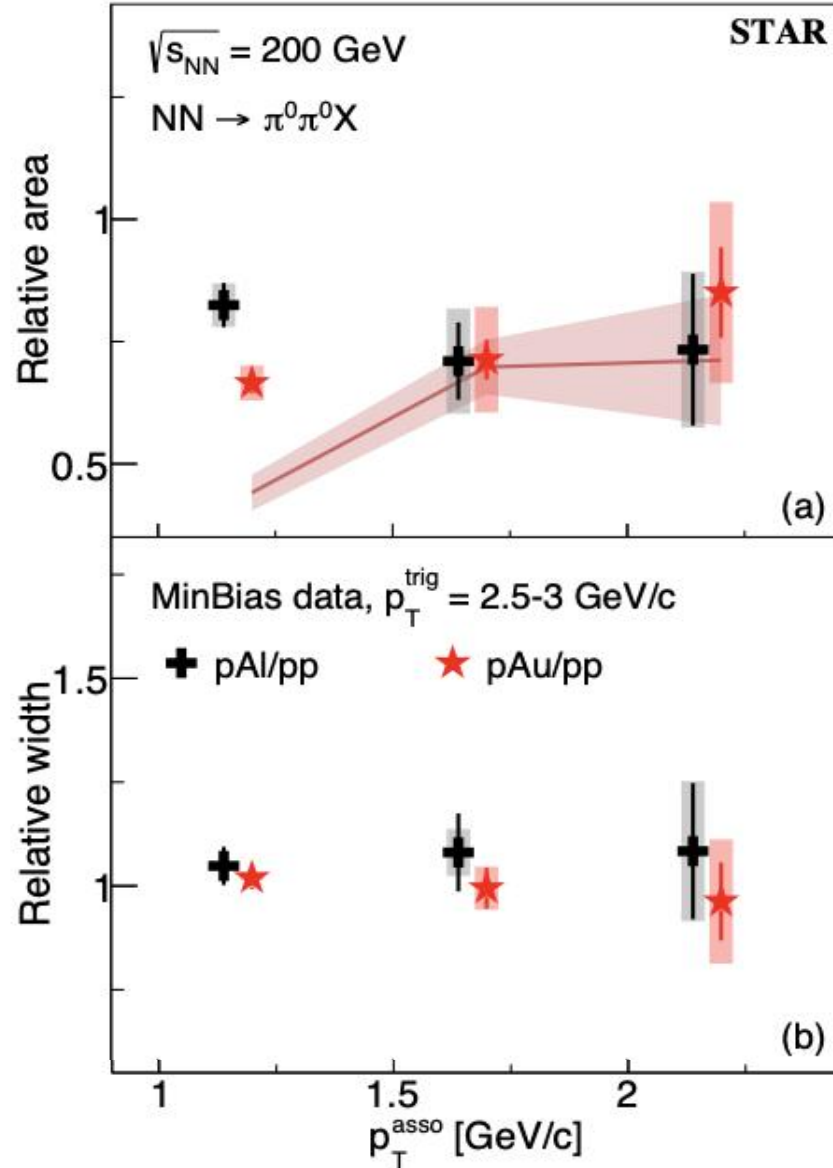 √s_NN = 200 GeV
STAR
NN → π⁰π⁰X
Relative area
1
0.5
(a)
MinBias data, p_T^trig = 2.5-3 GeV/c
pAl/pp
pAu/pp
Relative width
1.5
1
(b)
1
1.5
2
p_T^asso [GeV/c]